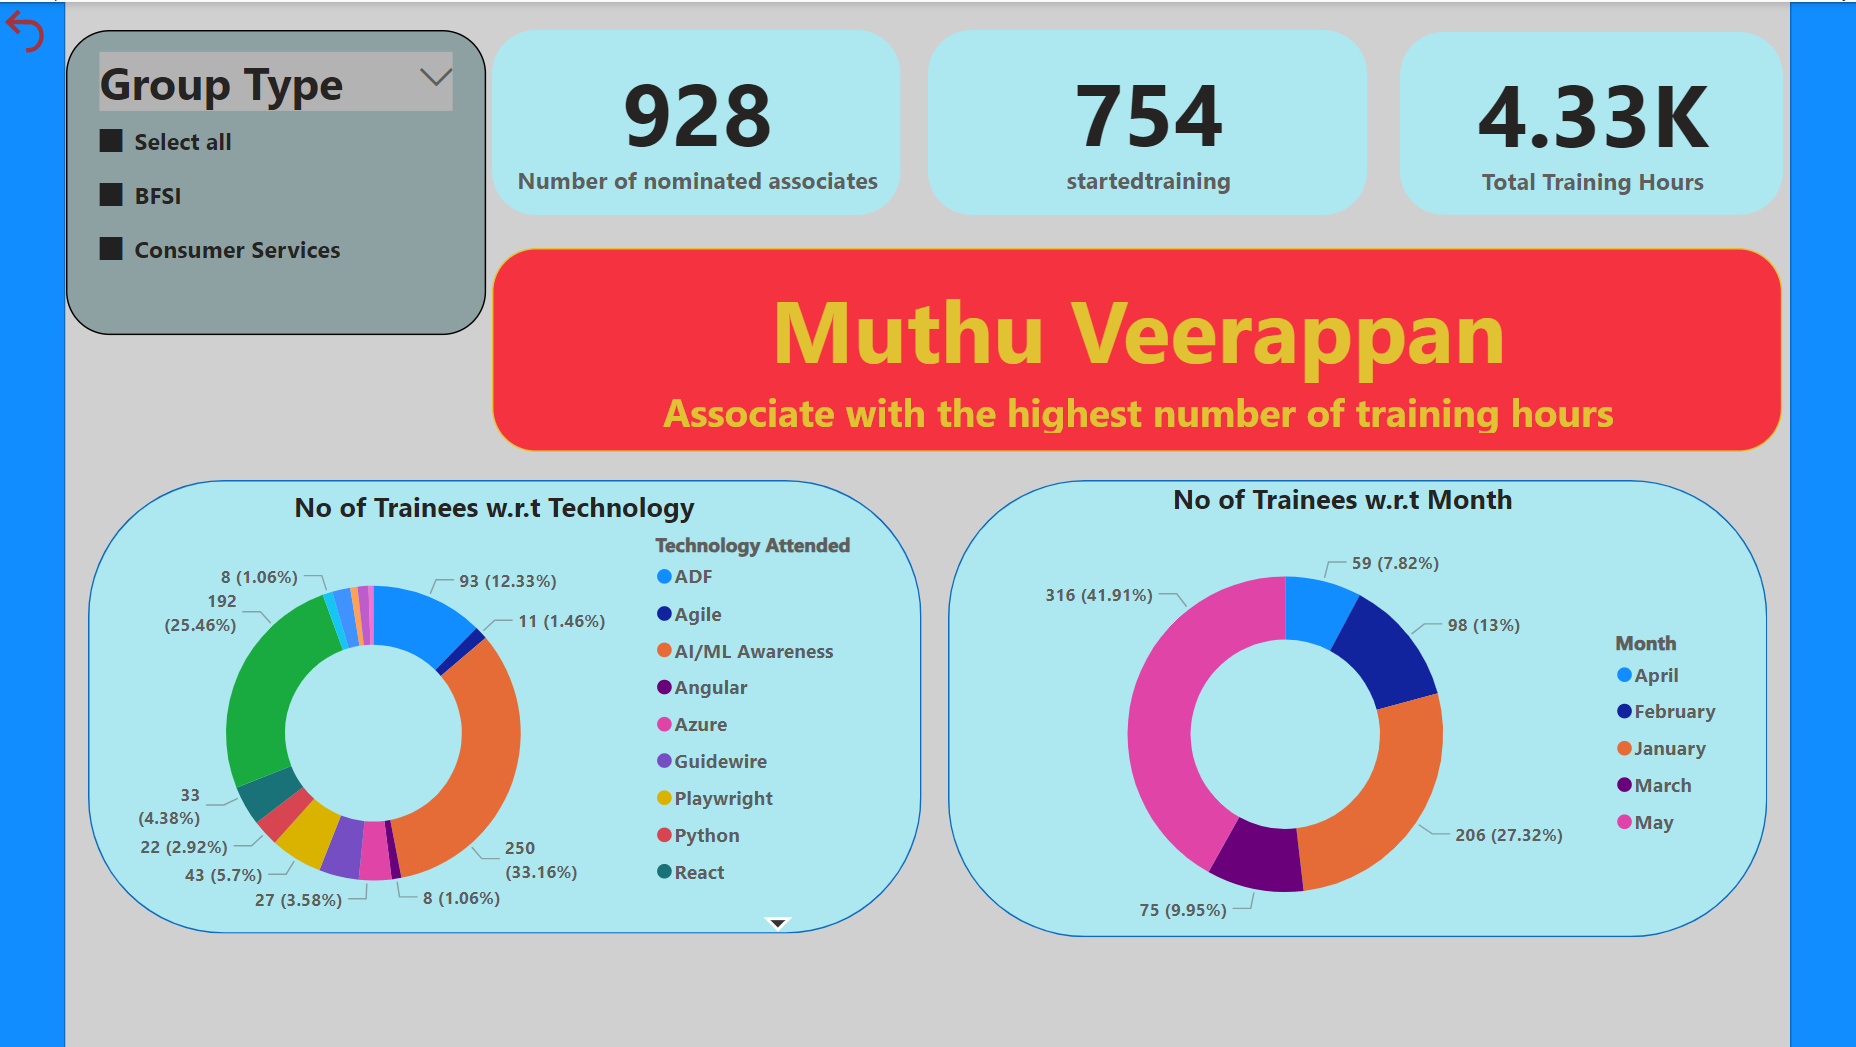 Group Type
Select all
BFSI
Consumer Services
928
Number of nominated associates
754
startedtraining
4.33K
Total Training Hours
Muthu Veerappan
Associate with the highest number of training hours
No of Trainees w.r.t Technology
8 (1.06%)
192
(25.46%)
33
(4.38%)
22 (2.92%)
43 (5.7%)
27 (3.58%)
8 (1.06%)
250
(33.16%)
11 (1.46%)
93 (12.33%)
Technology Attended
ADF
Agile
AI/ML Awareness
Angular
Azure
Guidewire
Playwright
Python
React
No of Trainees w.r.t Month
59 (7.82%)
98 (13%)
206 (27.32%)
75 (9.95%)
316 (41.91%)
Month
April
February
January
March
May